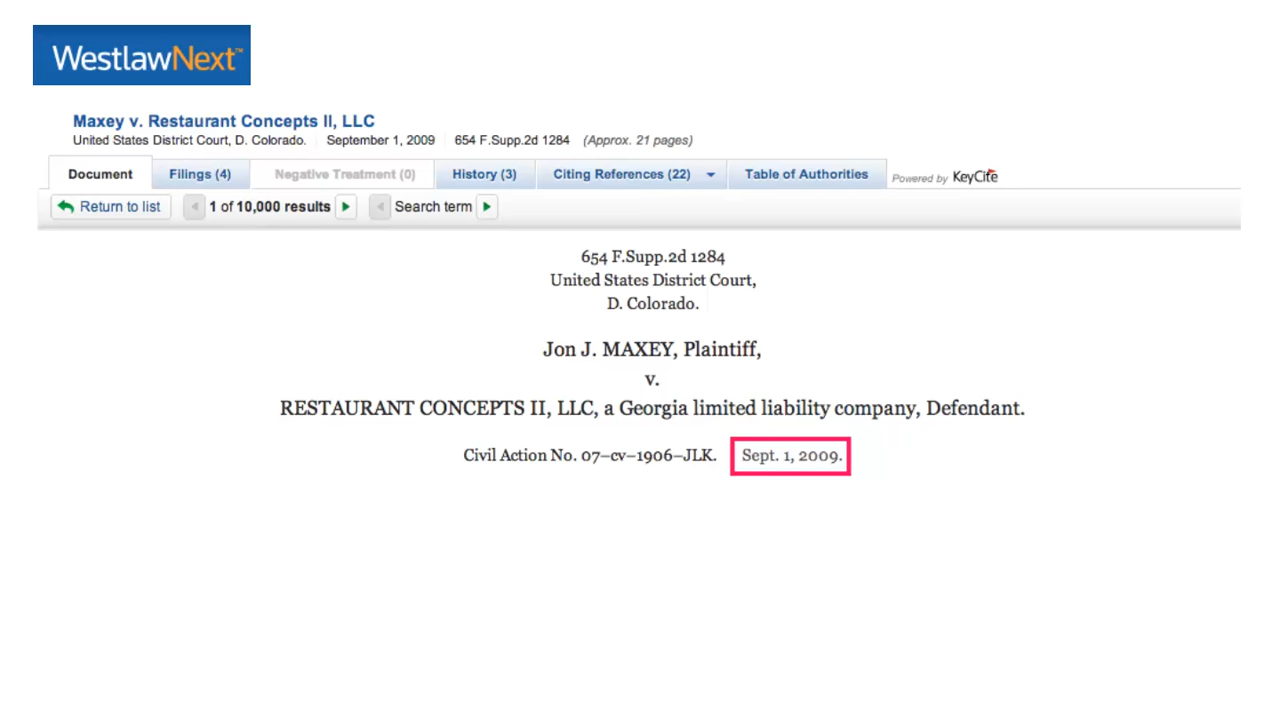 WestlawNext™
Maxey v. Restaurant Concepts II, LLC
United States District Court, D. Colorado. September 1, 2009 654 F.Supp.2d 1284 (Approx. 21 pages)
Document Filings (4) Negative Treatment (0) History (3) Citing References (22) Table of Authorities Powered by KeyCite
Return to list 1 of 10,000 results Search term
654 F.Supp.2d 1284
United States District Court,
D. Colorado.
Jon J. MAXEY, Plaintiff,
v.
RESTAURANT CONCEPTS II, LLC, a Georgia limited liability company, Defendant.
Civil Action No. 07–cv–1906–JLK. Sept. 1, 2009.